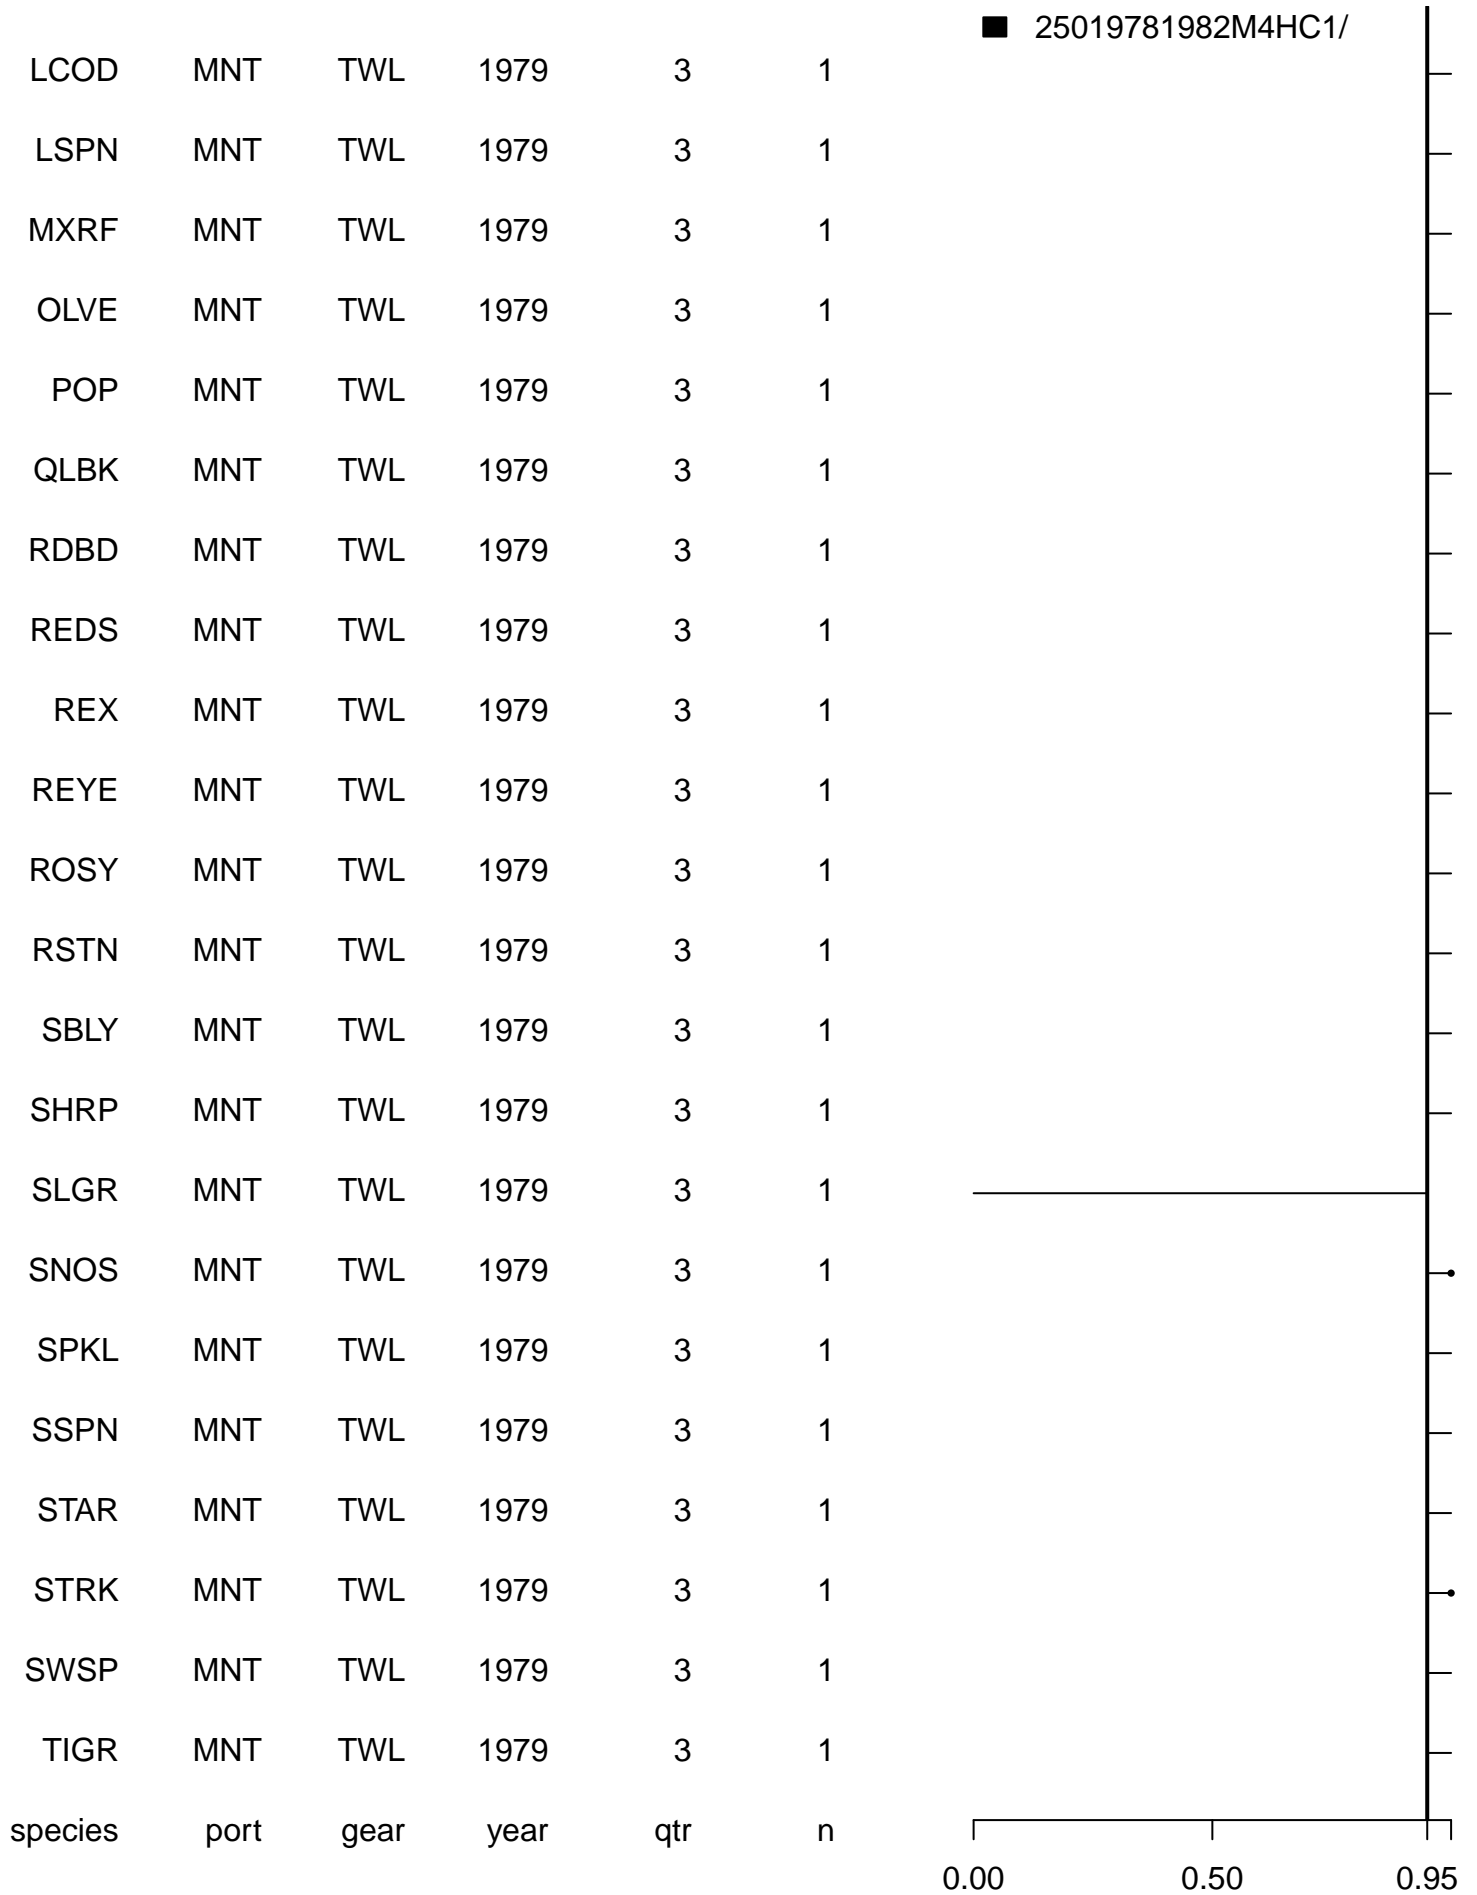 25019781982M4HC1/
LCOD MNT TWL 1979 3 1
LSPN MNT TWL 1979 3 1
MXRF MNT TWL 1979 3 1
OLVE MNT TWL 1979 3 1
POP MNT TWL 1979 3 1
QLBK MNT TWL 1979 3 1
RDBD MNT TWL 1979 3 1
REDS MNT TWL 1979 3 1
REX MNT TWL 1979 3 1
REYE MNT TWL 1979 3 1
ROSY MNT TWL 1979 3 1
RSTN MNT TWL 1979 3 1
SBLY MNT TWL 1979 3 1
SHRP MNT TWL 1979 3 1
SLGR MNT TWL 1979 3 1
SNOS MNT TWL 1979 3 1
SPKL MNT TWL 1979 3 1
SSPN MNT TWL 1979 3 1
STAR MNT TWL 1979 3 1
STRK MNT TWL 1979 3 1
SWSP MNT TWL 1979 3 1
TIGR MNT TWL 1979 3 1
species port gear year qtr n
0.00 0.50 0.95